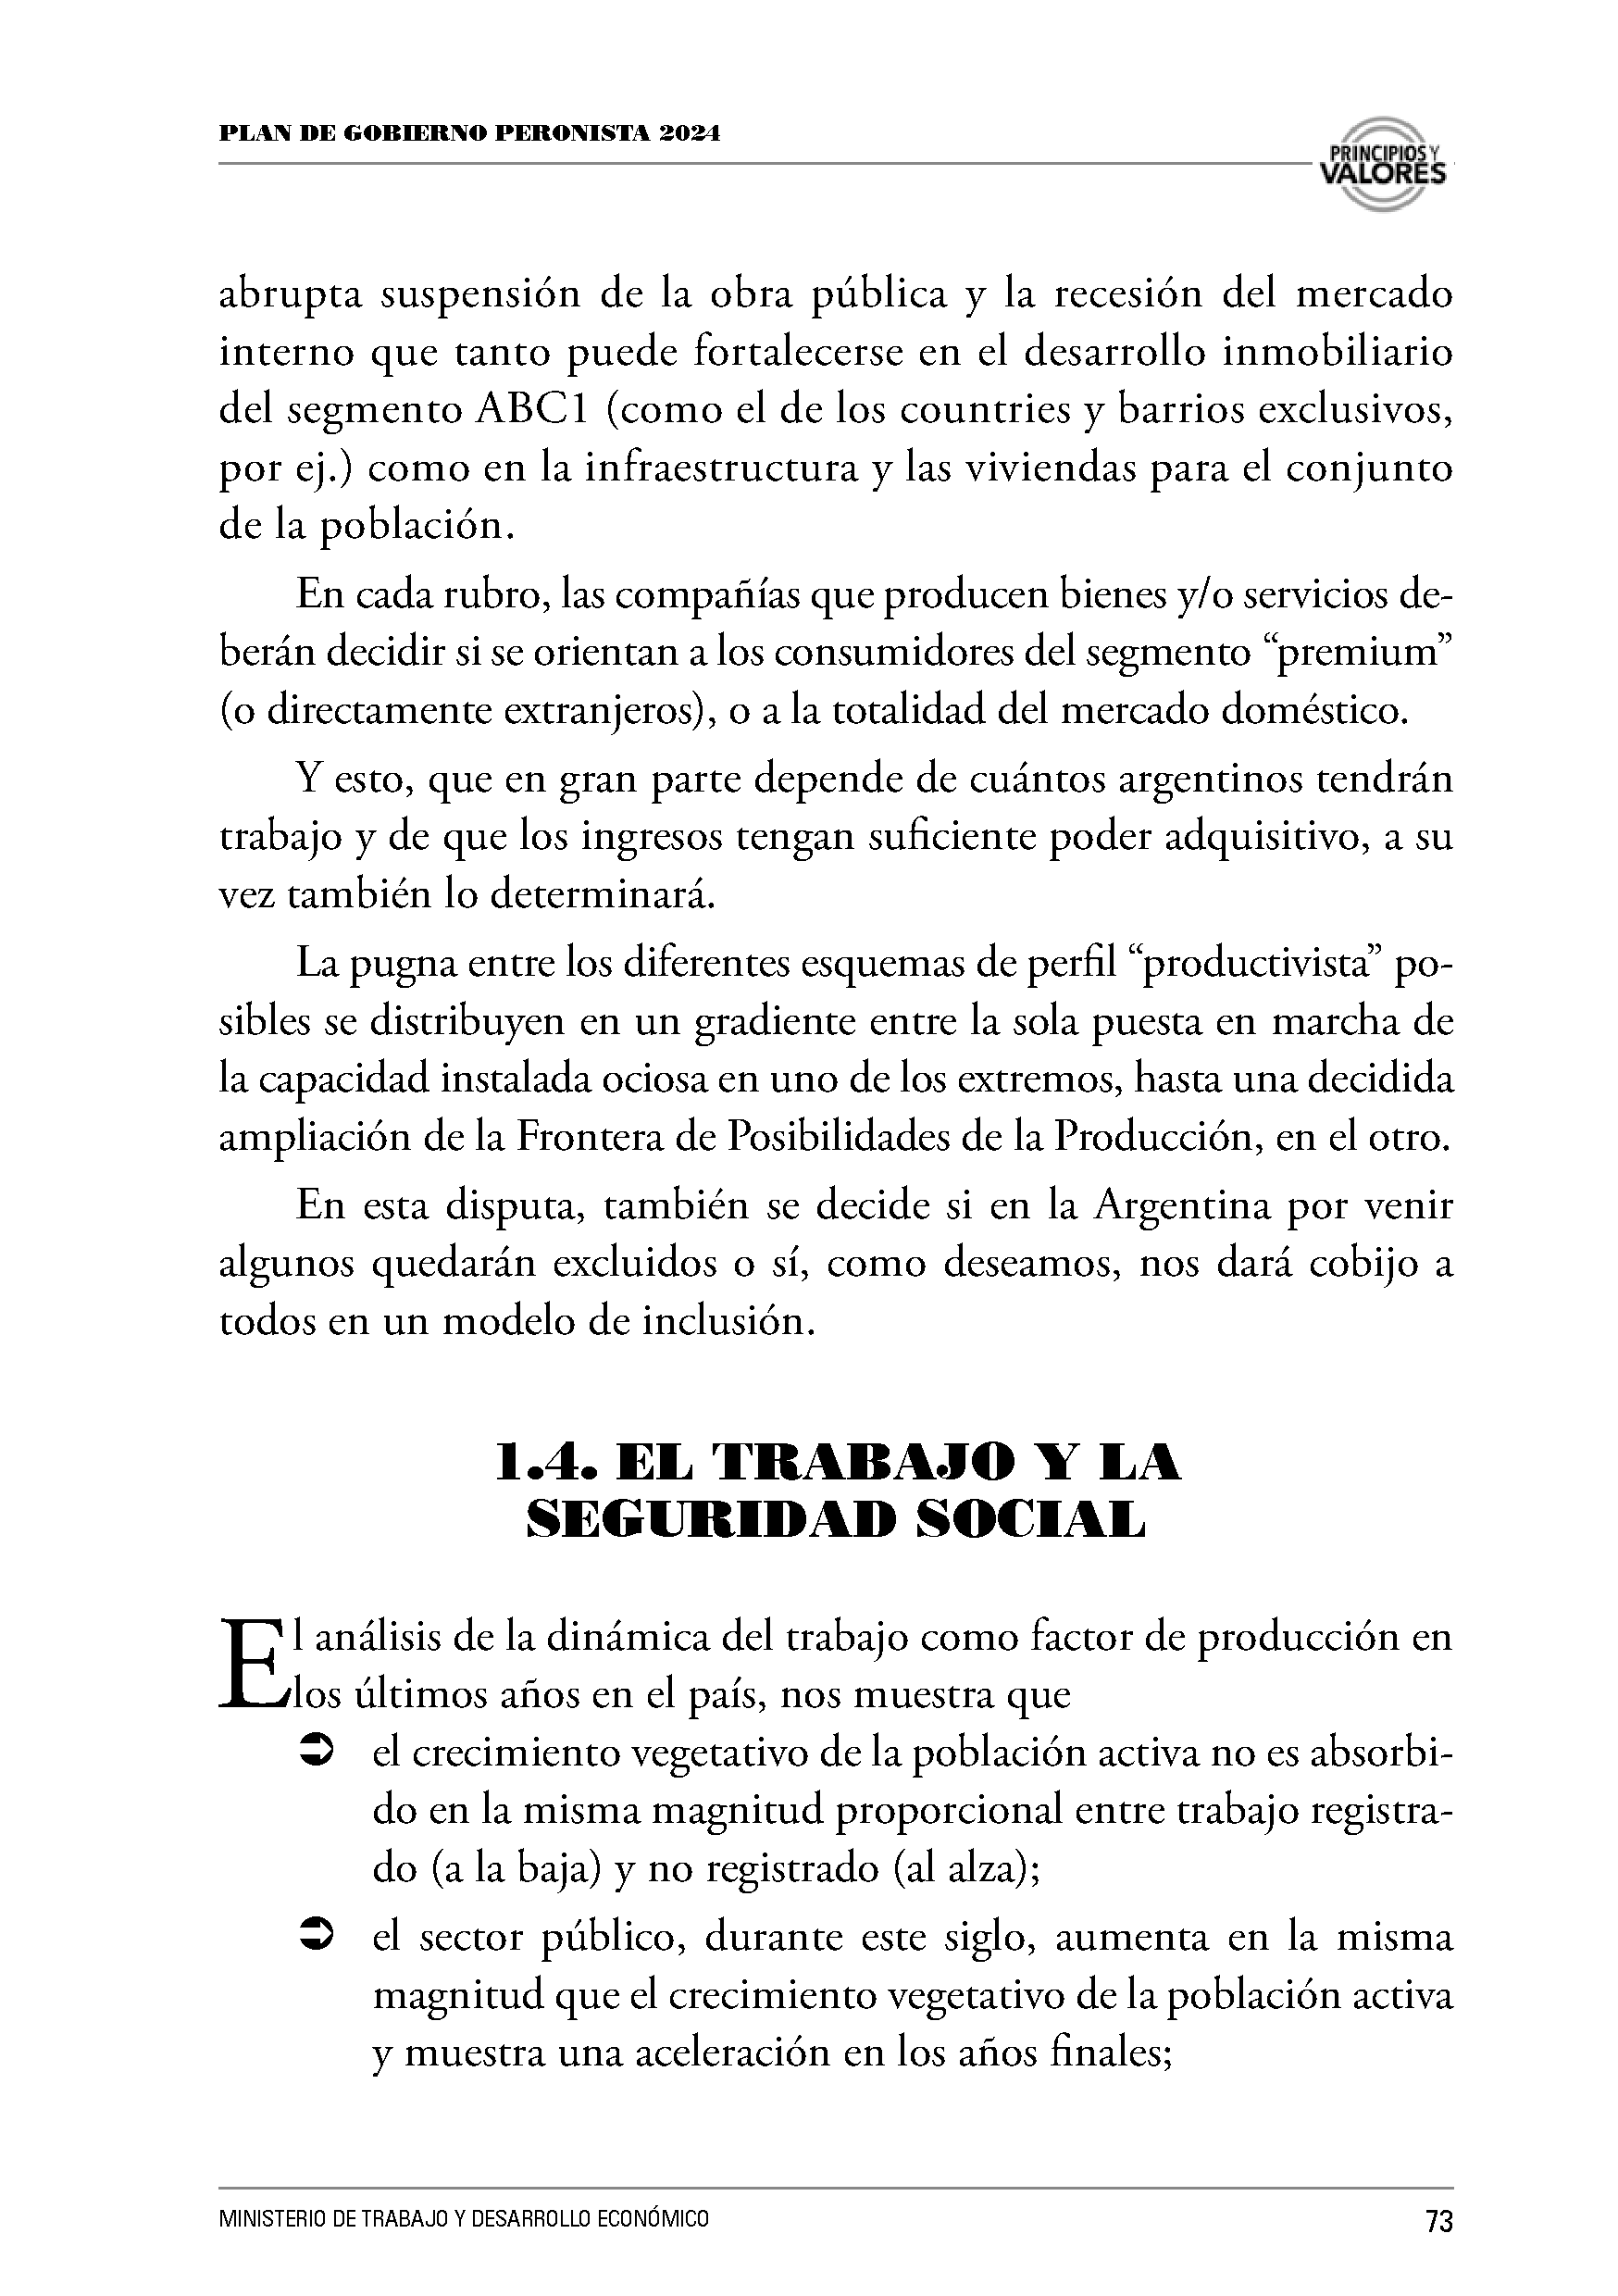 PLAN DE GOBIERNO PERONISTA 2024
PRINCIPIOS Y
VALORES
abrupta suspensión de la obra pública y la recesión del mercado
interno que tanto puede fortalecerse en el desarrollo inmobiliario
del segmento ABC1 (como el de los countries y barrios exclusivos,
por ej.) como en la infraestructura y las viviendas para el conjunto
de la población.
En cada rubro, las compañías que producen bienes y/o servicios de-
berán decidir si se orientan a los consumidores del segmento “premium”
(o directamente extranjeros), o a la totalidad del mercado doméstico.
Y esto, que en gran parte depende de cuántos argentinos tendrán
trabajo y de que los ingresos tengan suficiente poder adquisitivo, a su
vez también lo determinará.
La pugna entre los diferentes esquemas de perfil “productivista” po-
sibles se distribuyen en un gradiente entre la sola puesta en marcha de
la capacidad instalada ociosa en uno de los extremos, hasta una decidida
ampliación de la Frontera de Posibilidades de la Producción, en el otro.
En esta disputa, también se decide si en la Argentina por venir
algunos quedarán excluidos o sí, como deseamos, nos dará cobijo a
todos en un modelo de inclusión.
1.4. EL TRABAJO Y LA
SEGURIDAD SOCIAL
El análisis de la dinámica del trabajo como factor de producción en
los últimos años en el país, nos muestra que
➲ el crecimiento vegetativo de la población activa no es absorbi-
do en la misma magnitud proporcional entre trabajo registra-
do (a la baja) y no registrado (al alza);
➲ el sector público, durante este siglo, aumenta en la misma
magnitud que el crecimiento vegetativo de la población activa
y muestra una aceleración en los años finales;
MINISTERIO DE TRABAJO Y DESARROLLO ECONÓMICO
73